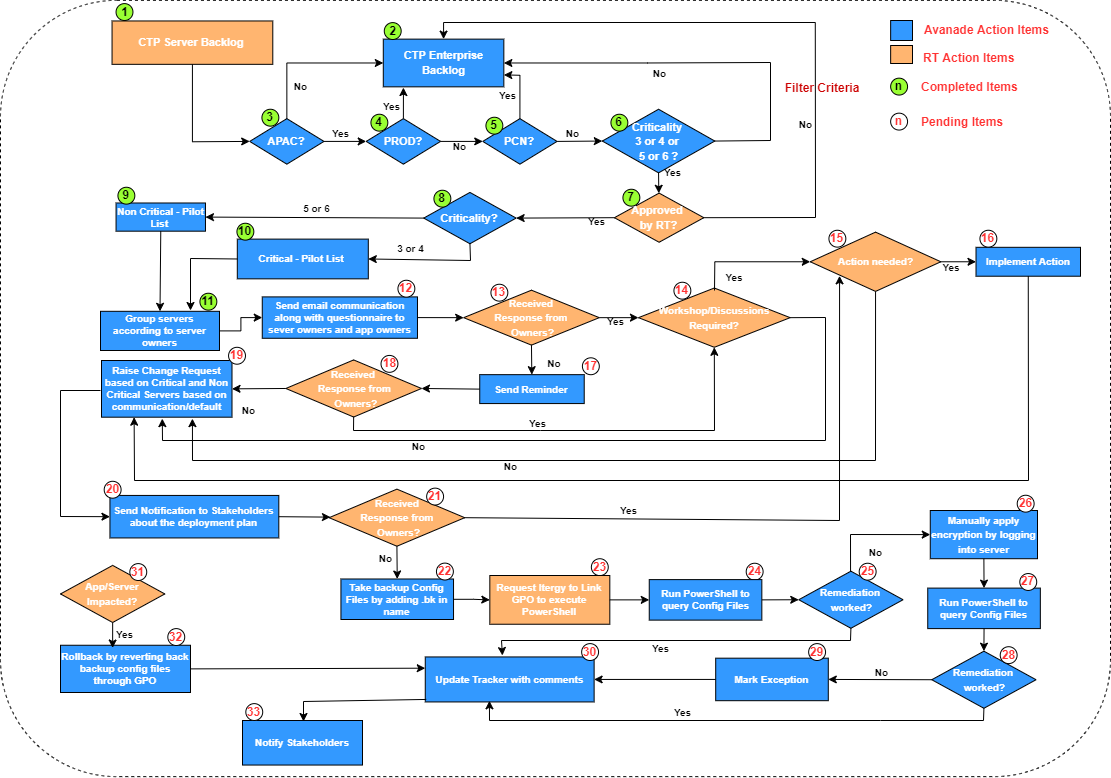 1
CTP Server Backlog
2
CTP Enterprise
Backlog
Avanade Action Items
RT Action Items
n
Completed Items
n
Pending Items
Filter Criteria
No
No
No
Yes
Yes
3
APAC?
Yes
4
PROD?
No
5
PCN?
No
6
Criticality
3 or 4 or
5 or 6 ?
Yes
7
Approved
by RT?
Yes
8
Criticality?
5 or 6
3 or 4
9
Non Critical - Pilot
List
10
Critical - Pilot List
11
Group servers
according to server
owners
12
Send email communication
along with questionnaire to
sever owners and app owners
13
Received
Response from
Owners?
Yes
No
14
Workshop/Discussions
Required?
Yes
15
Action needed?
Yes
16
Implement Action
17
Send Reminder
18
Received
Response from
Owners?
No
Yes
No
No
19
Raise Change Request
based on Critical and Non
Critical Servers based on
communication/default
20
Send Notification to Stakeholders
about the deployment plan
21
Received
Response from
Owners?
Yes
No
22
Take backup Config
Files by adding .bk in
name
23
Request Itergy to Link
GPO to execute
PowerShell
24
Run PowerShell to
query Config Files
25
Remediation
worked?
No
Yes
26
Manually apply
encryption by logging
into server
27
Run PowerShell to
query Config Files
28
Remediation
worked?
No
Yes
29
Mark Exception
30
Update Tracker with comments
31
App/Server
Impacted?
Yes
32
Rollback by reverting back
backup config files
through GPO
33
Notify Stakeholders